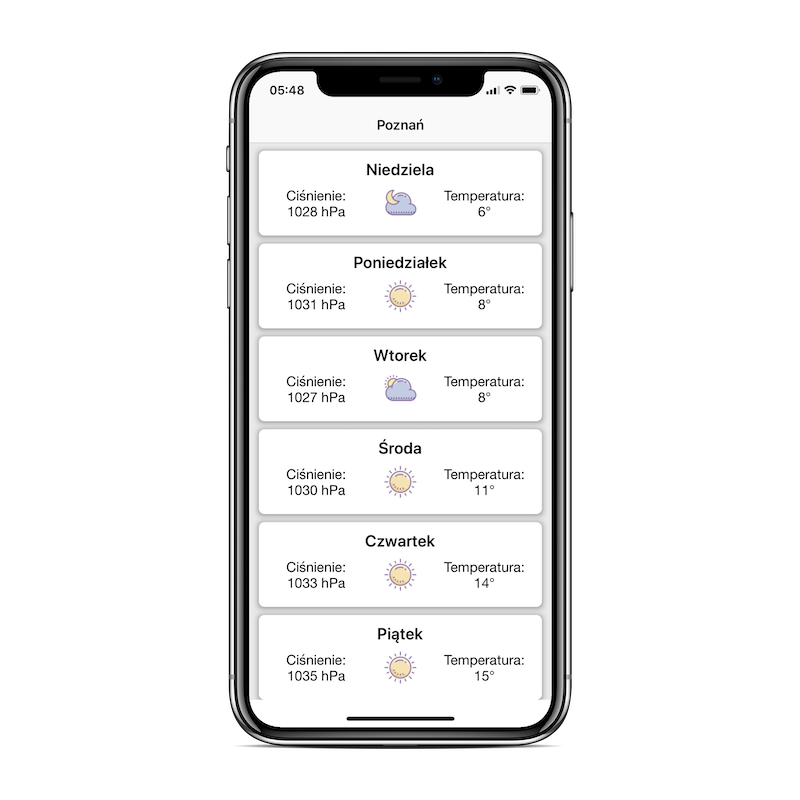 05:48
Poznań
Niedziela
Ciśnienie: Temperatura:
1028 hPa 6°
Poniedziałek
Ciśnienie: Temperatura:
1031 hPa 8°
Wtorek
Ciśnienie: Temperatura:
1027 hPa 8°
Środa
Ciśnienie: Temperatura:
1030 hPa 11°
Czwartek
Ciśnienie: Temperatura:
1033 hPa 14°
Piątek
Ciśnienie: Temperatura:
1035 hPa 15°